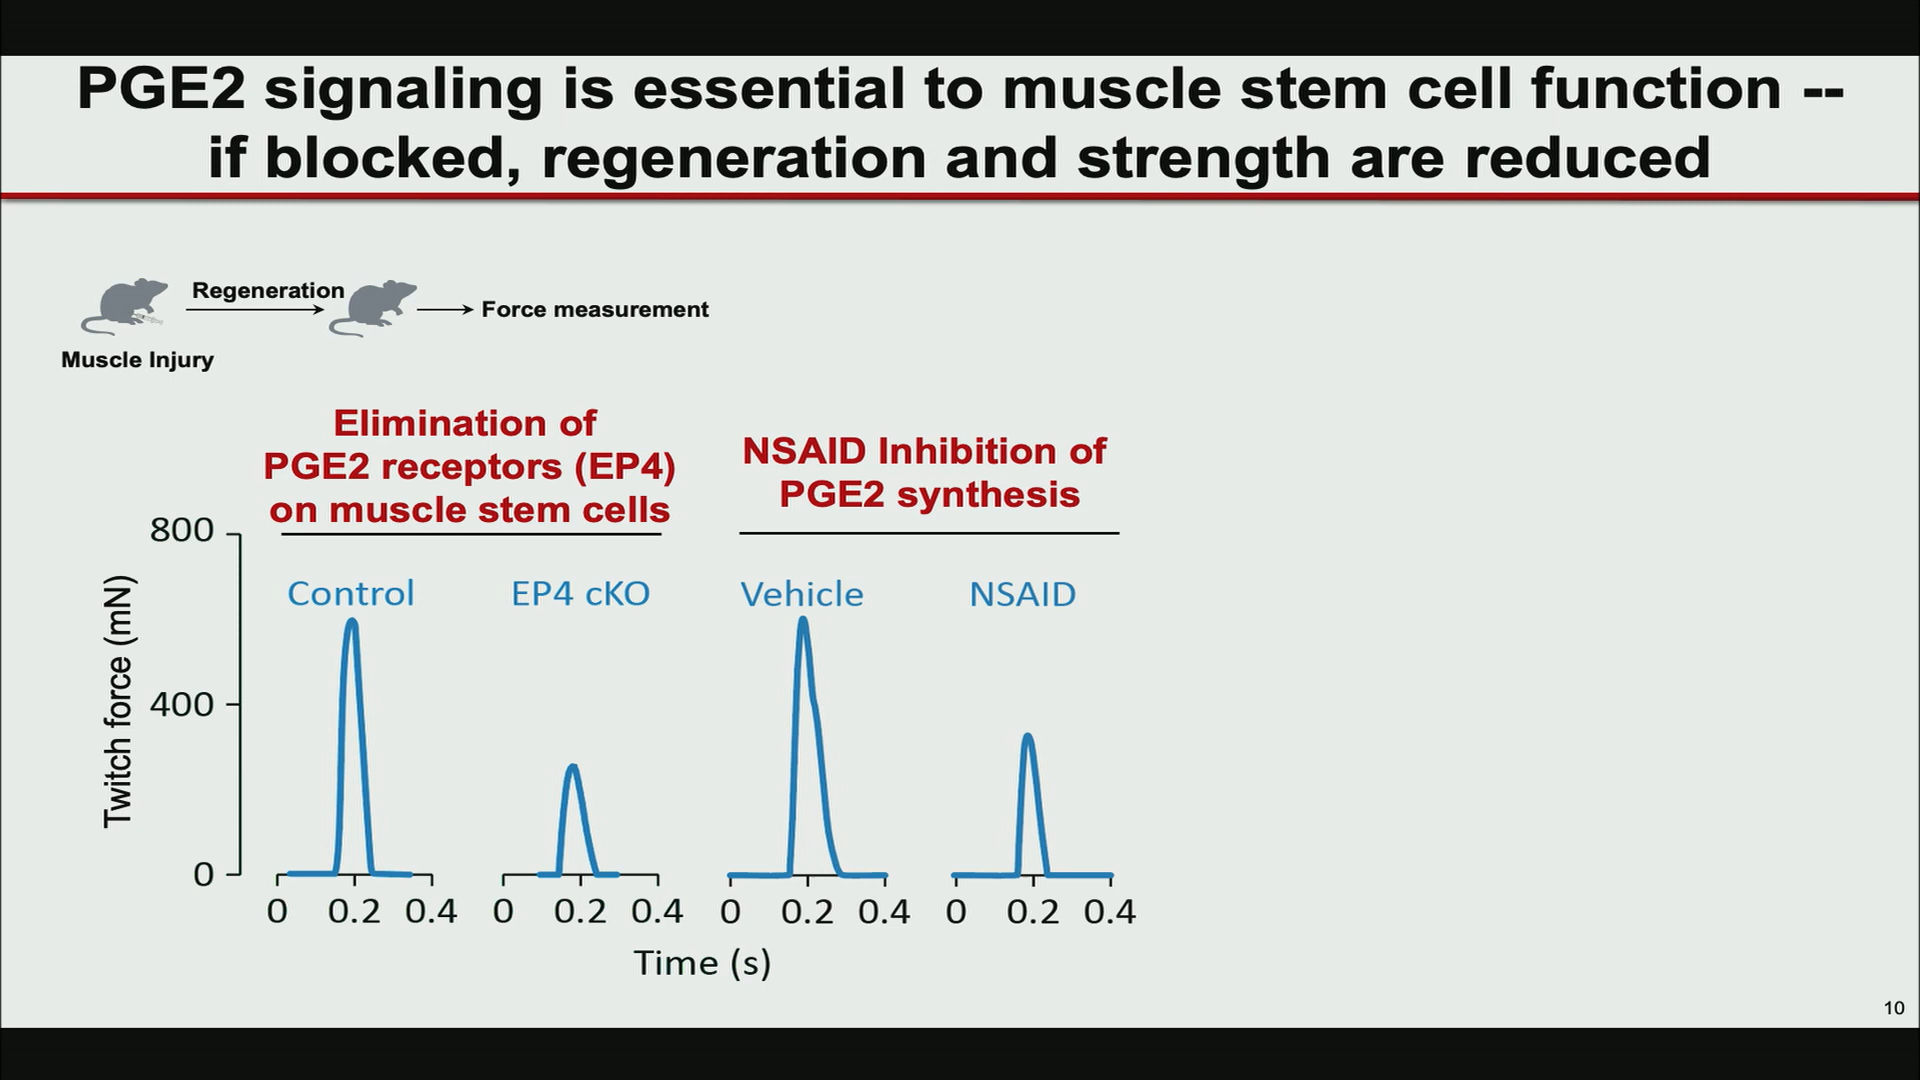 PGE2 signaling is essential to muscle stem cell function --
if blocked, regeneration and strength are reduced
Regeneration
Force measurement
Muscle Injury
Elimination of
PGE2 receptors (EP4)
on muscle stem cells
NSAID Inhibition of
PGE2 synthesis
Control
EP4 cKO
Vehicle
NSAID
Twitch force (mN)
800
400
0
0 0.2 0.4
0 0.2 0.4
0 0.2 0.4
0 0.2 0.4
Time (s)
10